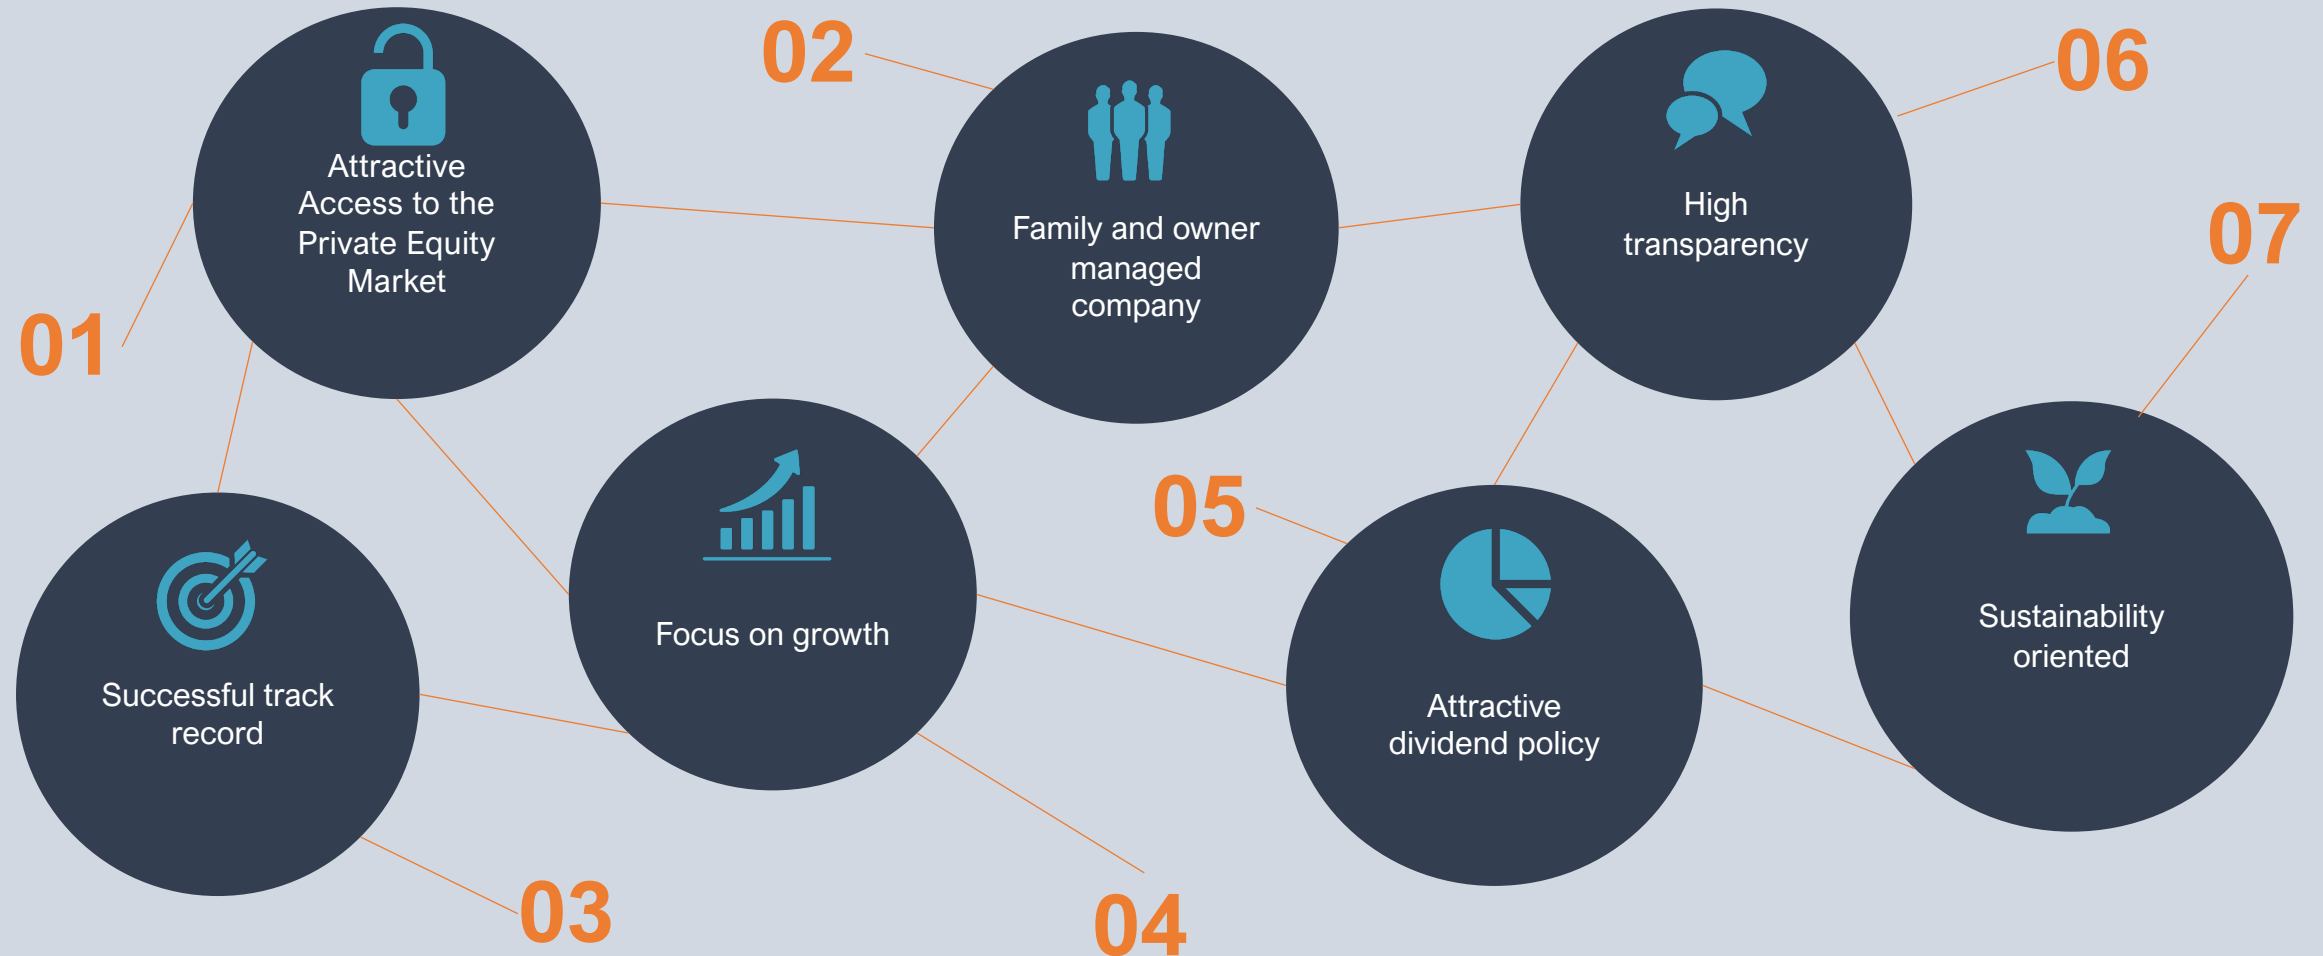 01
Attractive
Access to the
Private Equity
Market
02
Family and owner
managed
company
03
Successful track
record
04
Focus on growth
05
Attractive
dividend policy
06
High
transparency
07
Sustainability
oriented